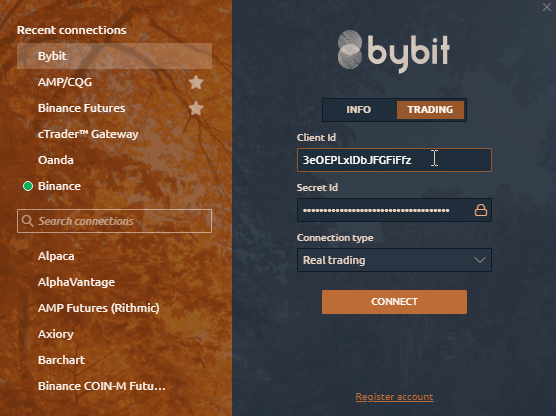 Recent connections
Bybit
AMP/CQG
Binance Futures
cTrader™ Gateway
Oanda
Binance
Search connections
Alpaca
AlphaVantage
AMP Futures (Rithmic)
Axiory
Barchart
Binance COIN-M Futu...
bybit
INFO
TRADING
Client Id
3eOEPLxIDbJFGFiFfz
Secret Id
Connection type
Real trading
CONNECT
Register account